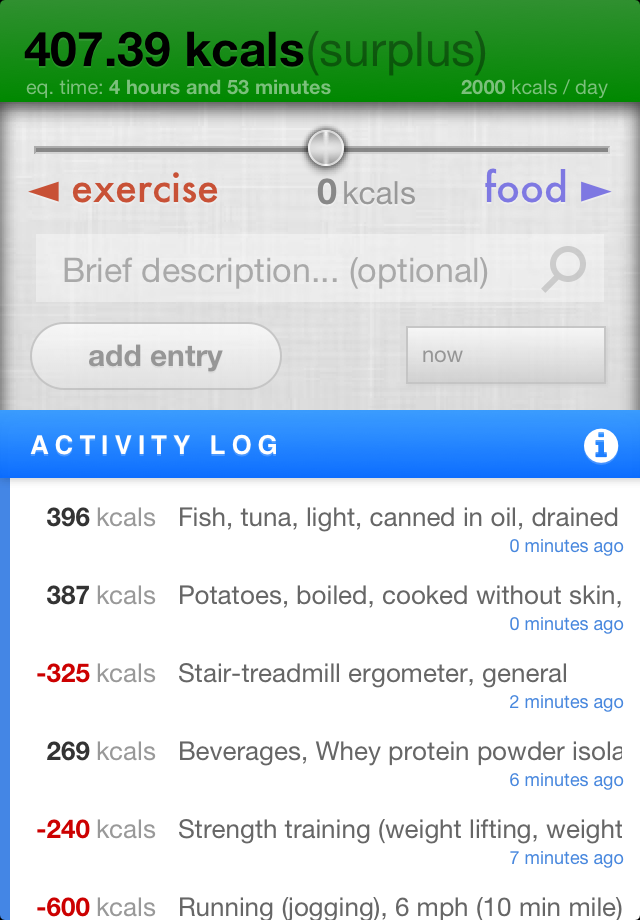 407.39 kcals(surplus)
eq. time: 4 hours and 53 minutes 2000 kcals / day
◄ exercise 0 kcals food ►
Brief description... (optional)
add entry now
ACTIVITY LOG i
396 kcals Fish, tuna, light, canned in oil, drained
0 minutes ago
387 kcals Potatoes, boiled, cooked without skin,
0 minutes ago
-325 kcals Stair-treadmill ergometer, general
2 minutes ago
269 kcals Beverages, Whey protein powder isola
6 minutes ago
-240 kcals Strength training (weight lifting, weight
7 minutes ago
-600 kcals Running (jogging), 6 mph (10 min mile)